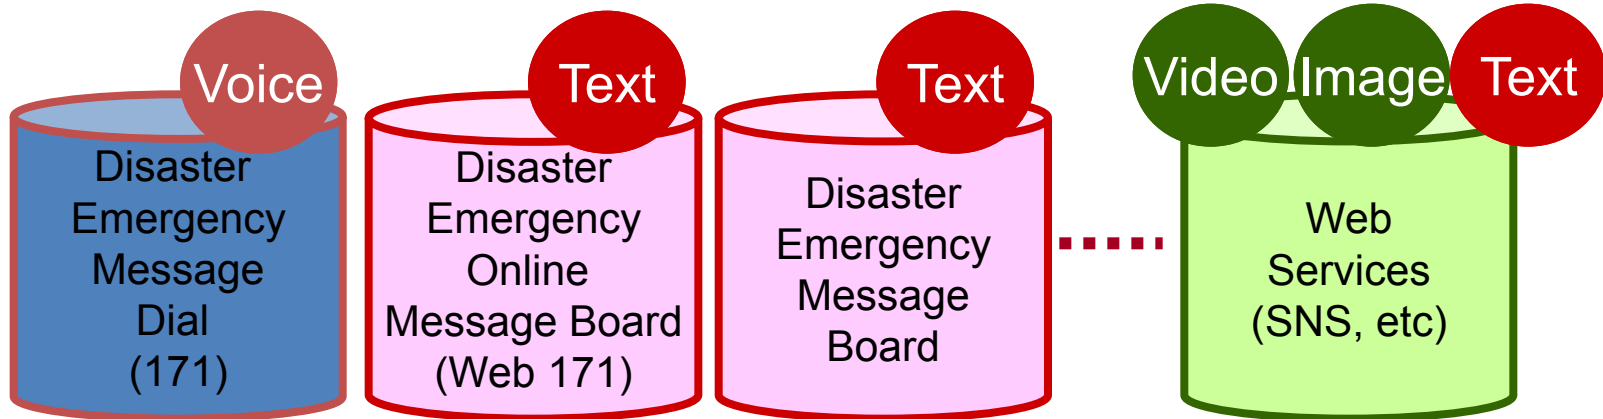 Voice
Disaster
Emergency
Message
Dial
(171)
Text
Disaster
Emergency
Online
Message Board
(Web 171)
Text
Disaster
Emergency
Message
Board
Video
Image
Text
Web
Services
(SNS, etc)